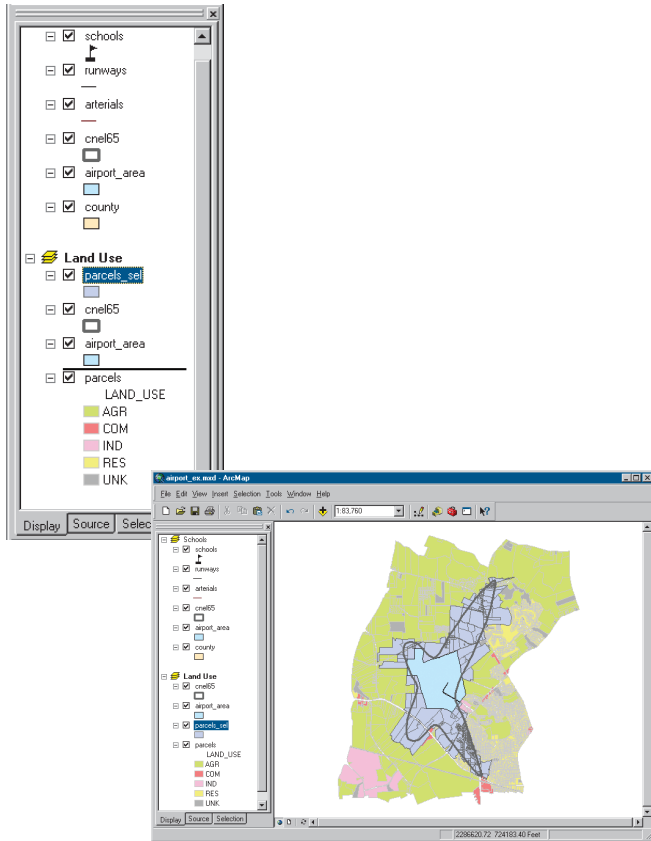 schools
runways
arterials
cnel65
airport_area
county
Land Use
parcels_sel
cnel65
airport_area
parcels
LAND_USE
AGR
COM
IND
RES
UNK
Display Source Selec
airport_ex.mxd - ArcMap
File Edit View Insert Selection Tools Window Help
1:83,760
Schools
schools
runways
arterials
cnel65
airport_area
county
Land Use
cnel65
airport_area
parcels_sel
parcels
LAND_USE
AGR
COM
IND
RES
UNK
Display Source Selection
2286620.72 724183.40 Feet